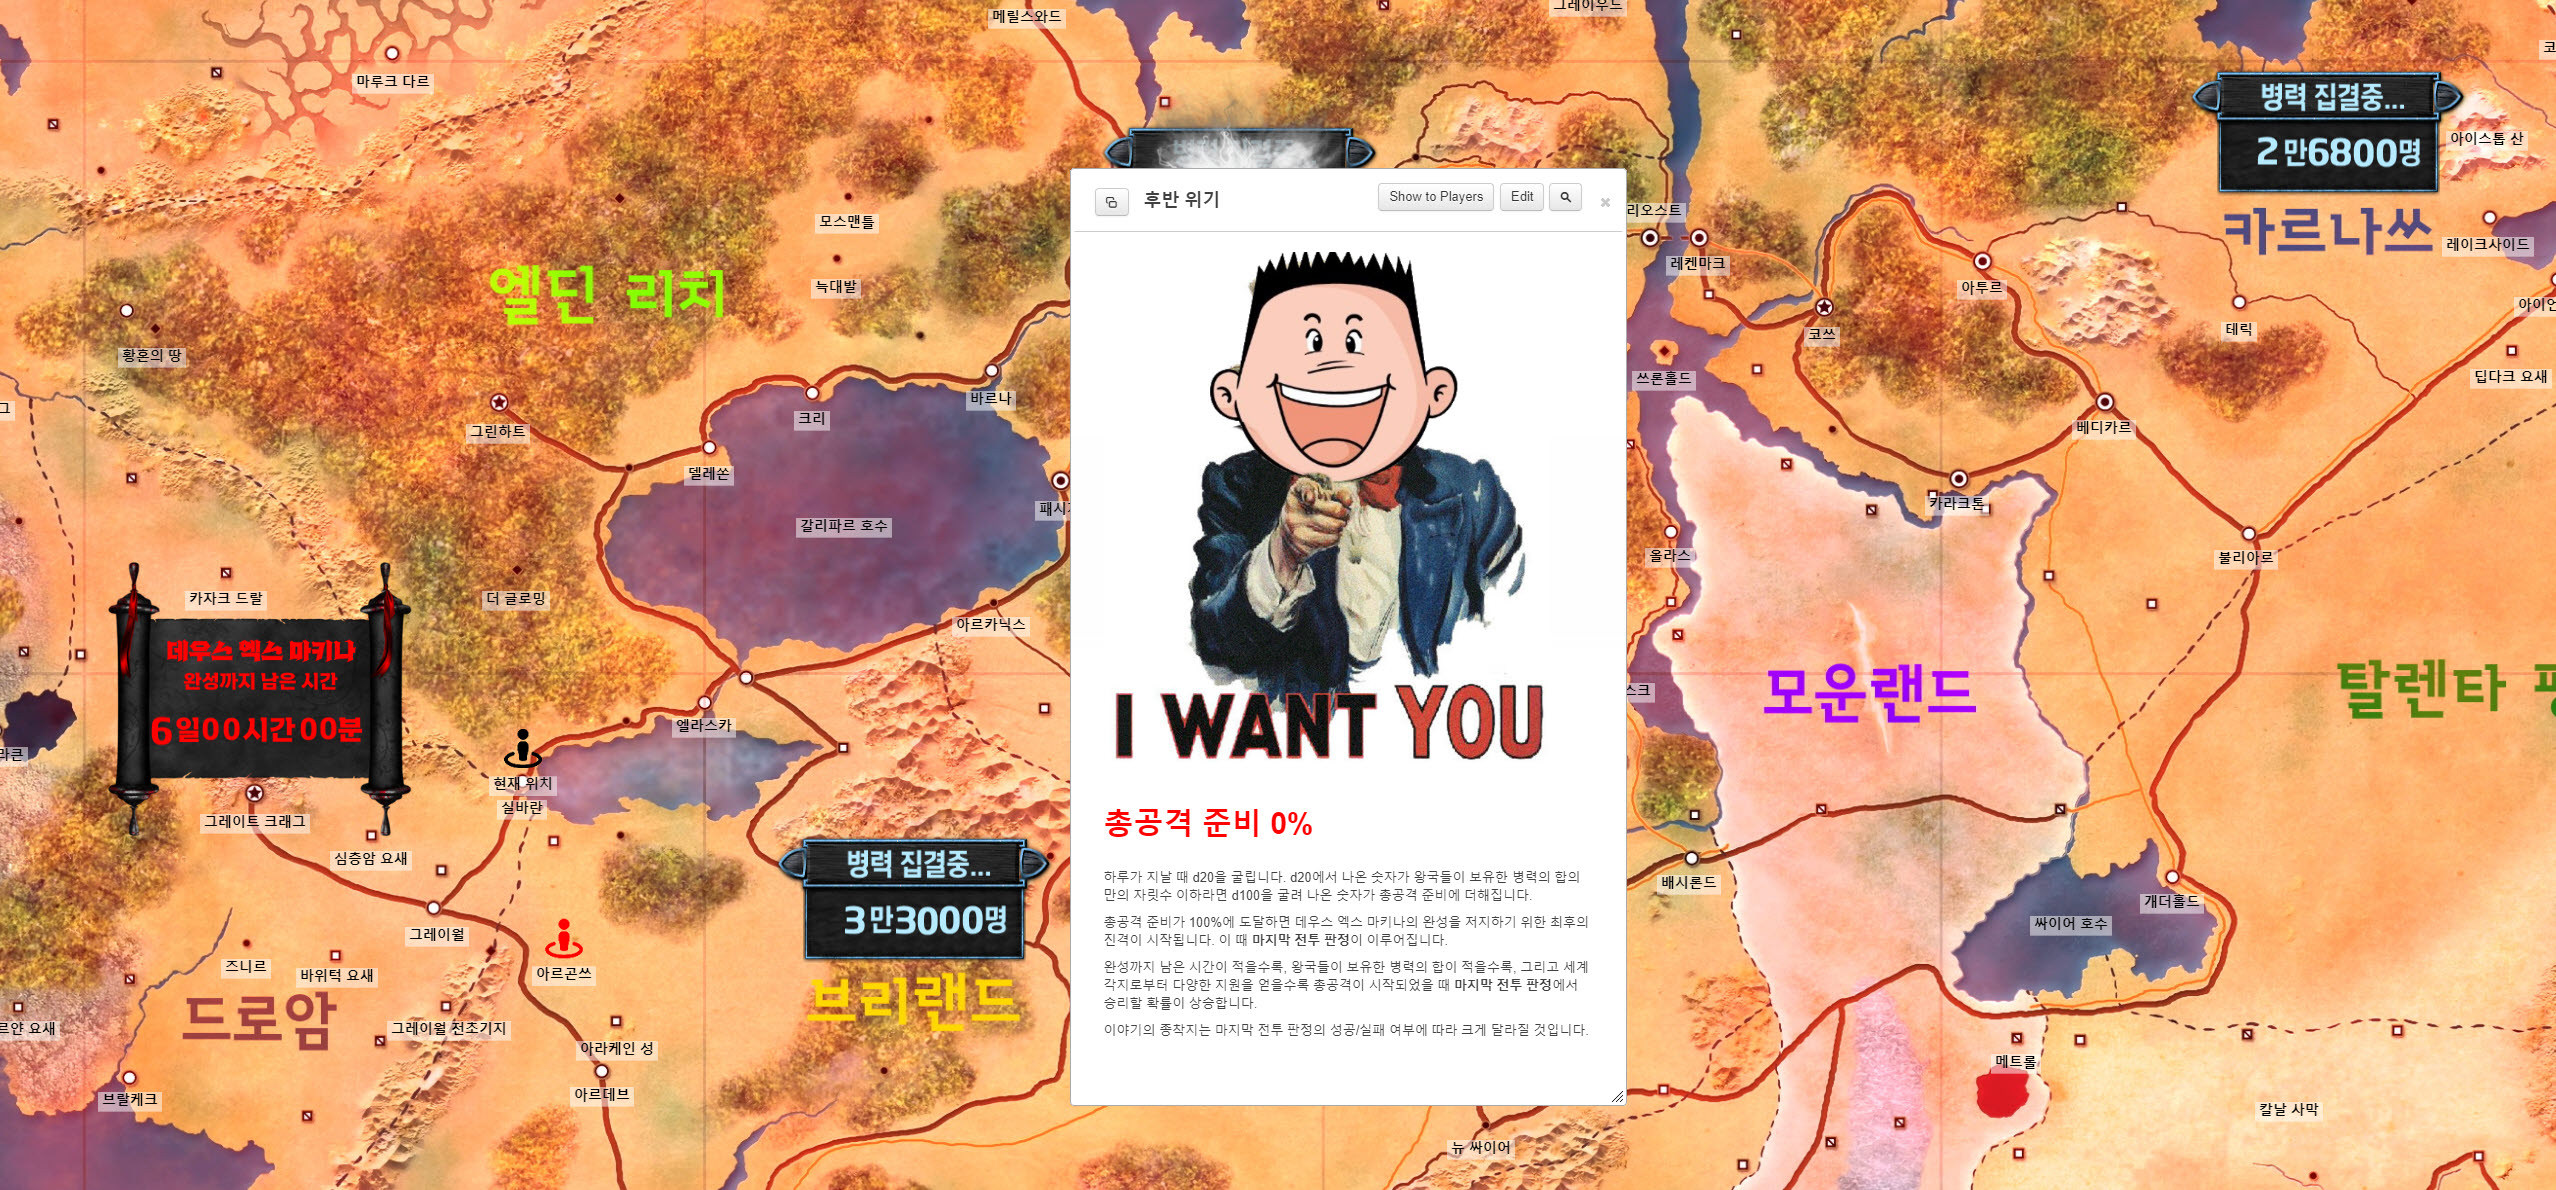 메릴스와드
그레이우드
마루크 다르
병력 집결중...
2만6800명
아이스톱 산
카르나쓰
레이크사이드
후반 위기
Show to Players
Edit
모스맨틀
늑대발
엘딘 리치
리오스트
레켄마크
아투르
코쓰
테릭
황혼의 땅
쓰론홀드
딥다크 요새
그린하트
크리
바르나
베디카르
델레쏜
갈리파르 호수
카라크톤
올라스
불리아르
카자크 드랄
더 글로밍
아르카닉스
데우스 엑스 마키나
완성까지 남은 시간
6일00시간00분
엘라스카
모운랜드
탈렌타
I WANT YOU
현재 위치
실바란
그레이트 크래그
심층암 요새
총공격 준비 0%
병력 집결중...
3만3000명
하루가 지날 때 d20을 굴립니다. d20에서 나온 숫자가 왕국들이 보유한 병력의 합의
만의 자릿수 이하라면 d100을 굴려 나온 숫자가 총공격 준비에 더해집니다.
총공격 준비가 100%에 도달하면 데우스 엑스 마키나의 완성을 저지하기 위한 최후의
진격이 시작됩니다. 이 때 마지막 전투 판정이 이루어집니다.
완성까지 남은 시간이 적을수록, 왕국들이 보유한 병력의 합이 적을수록, 그리고 세계
각지로부터 다양한 지원을 얻을수록 총공격이 시작되었을 때 마지막 전투 판정에서
승리할 확률이 상승합니다.
이야기의 종착지는 마지막 전투 판정의 성공/실패 여부에 따라 크게 달라질 것입니다.
배시론드
개더홀드
싸이어 호수
그레이월
즈니르
바위턱 요새
아르곤쓰
브리랜드
드로암
르얀 요새
그레이월 전초기지
아라케인 성
메트롤
브랄케크
아르데브
칼날 사막
뉴 싸이어